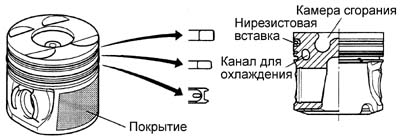 Камера сгорания
Нирезистовая
вставка
Канал для
охлаждения
Покрытие